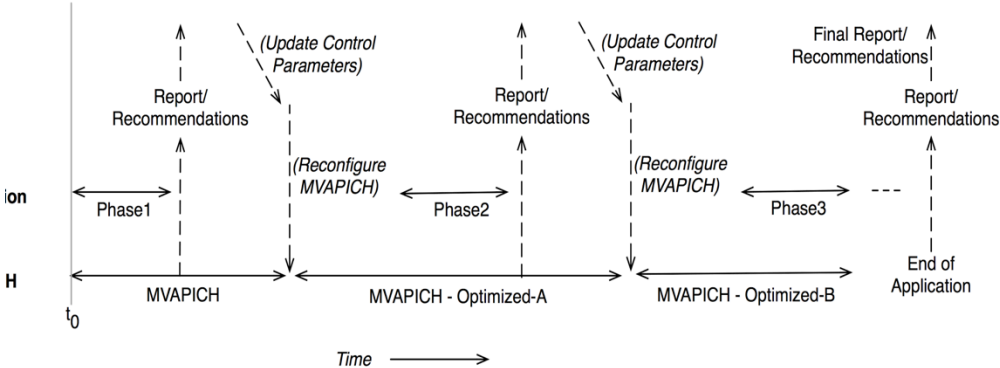 (Update Control
Parameters)
(Update Control
Parameters)
Final Report/
Recommendations
Report/
Recommendations
Report/
Recommendations
Report/
Recommendations
(Reconfigure
MVAPICH)
(Reconfigure
MVAPICH)
ion
Phase1
Phase2
Phase3
H
MVAPICH
MVAPICH - Optimized-A
MVAPICH - Optimized-B
End of
Application
t0
Time